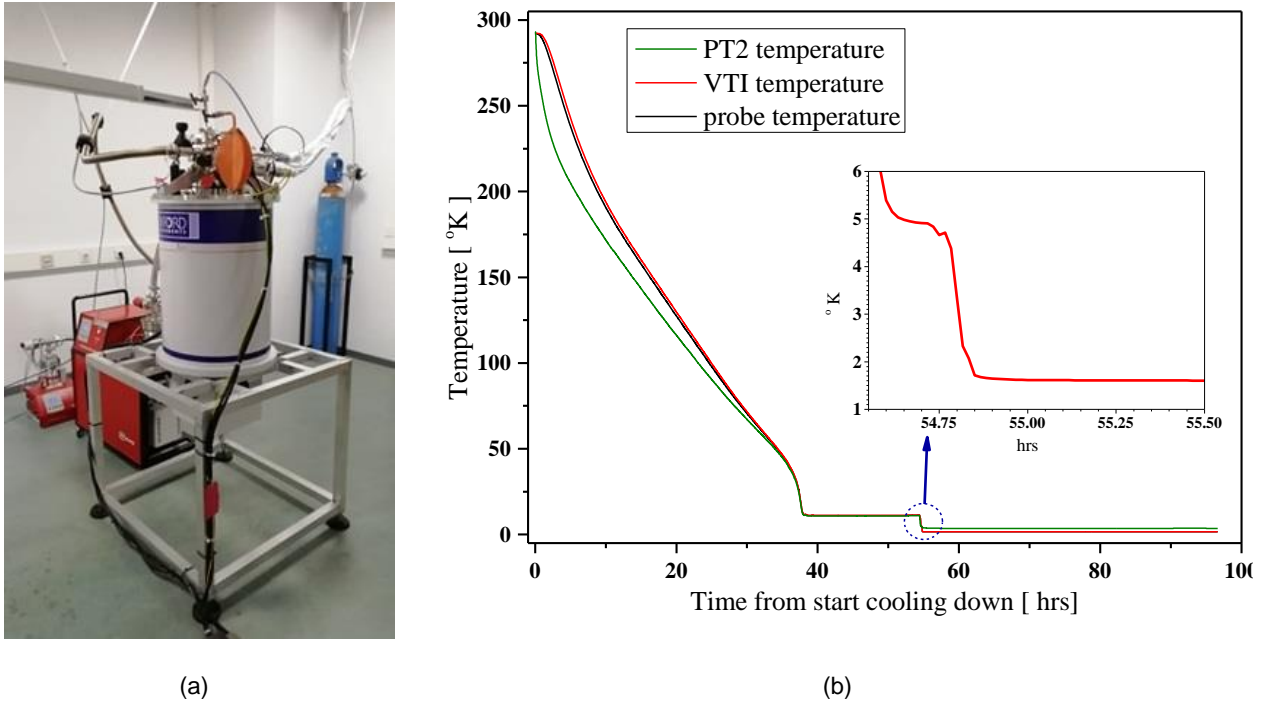 (a)
FORD
(b)
300
250
200
150
100
50
0
Temperature [ °K]
PT2 temperature
VTI temperature
probe temperature
6
5
4
3
2
1
° K
54.75
55.00
55.25
55.50
hrs
0
20
40
60
80
100
Time from start cooling down [ hrs]